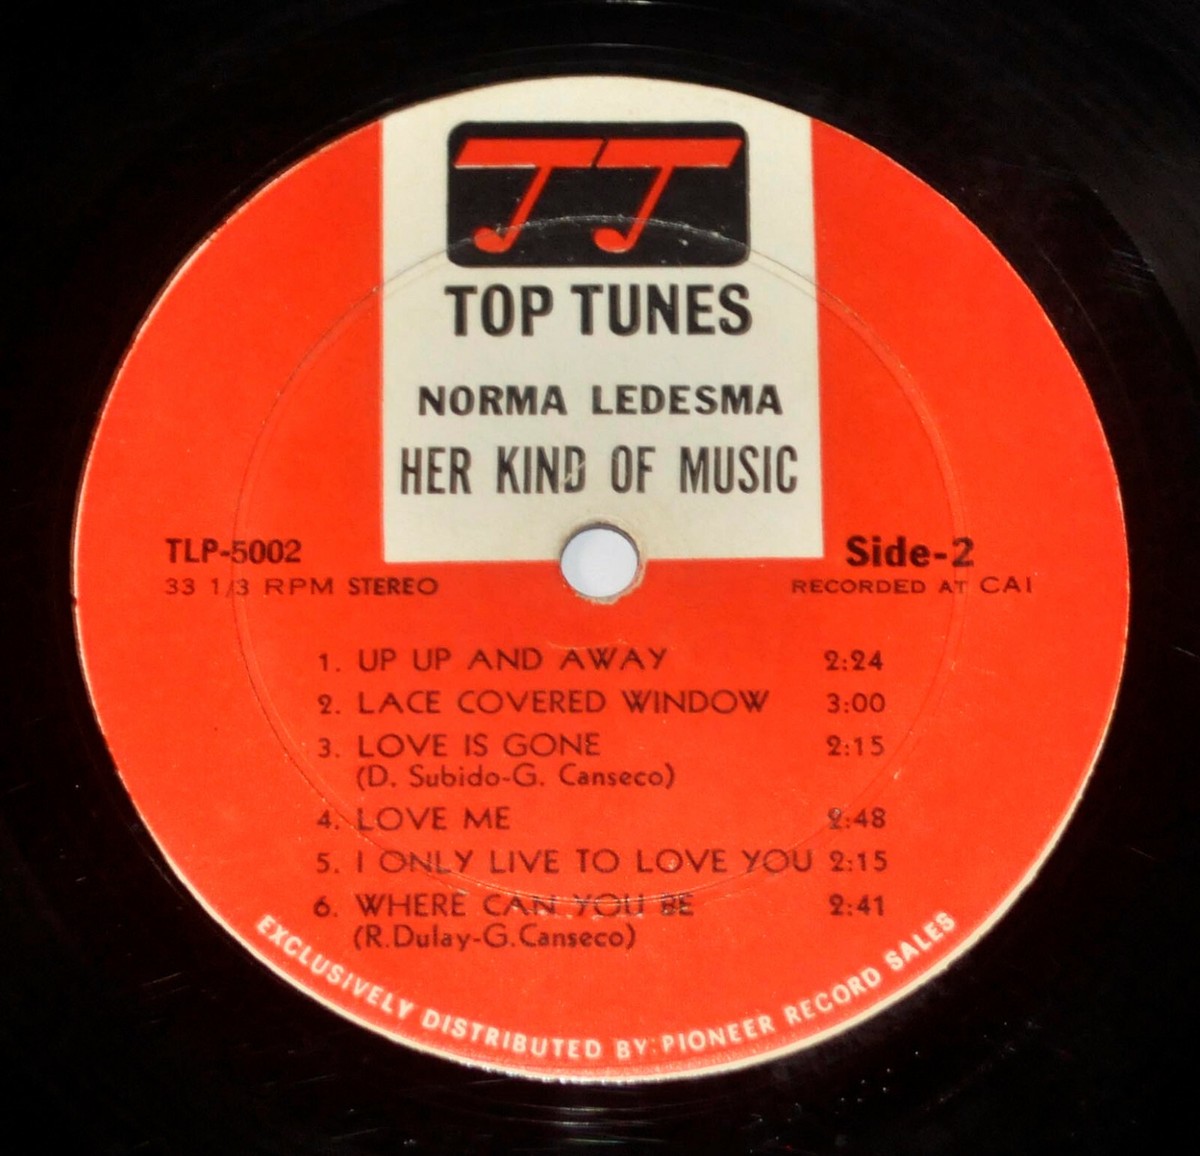 TT
TOP TUNES
NORMA LEDESMA
HER KIND OF MUSIC
TLP-5002
33 1/3 RPM STEREO
Side-2
RECORDED AT CAI
1. UP UP AND AWAY 2:24
2. LACE COVERED WINDOW 3:00
3. LOVE IS GONE 2:15
(D. Subido-G. Canseco)
4. LOVE ME 2:48
5. I ONLY LIVE TO LOVE YOU 2:15
6. WHERE CAN YOU BE 2:41
(R.Dulay-G.Canseco)
EXCLUSIVELY DISTRIBUTED BY: PIONEER RECORD SALES